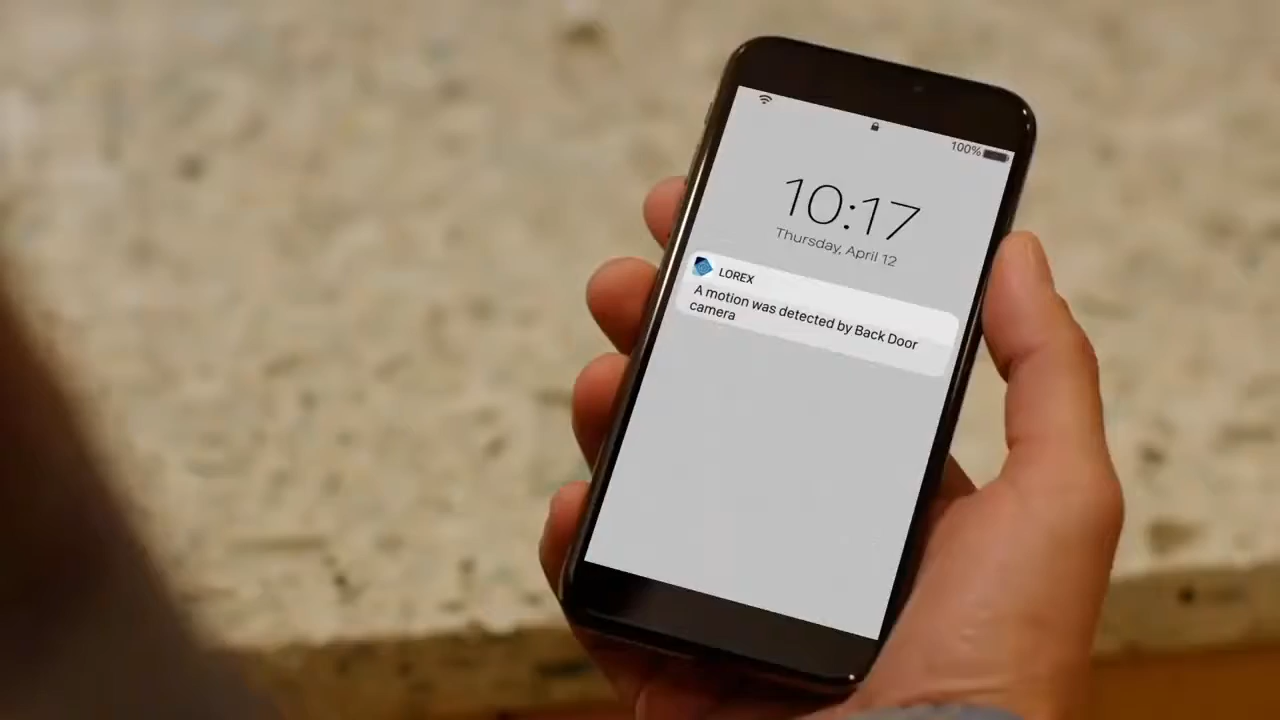 100%
10:17
Thursday, April 12
LOREX
A motion was detected by Back Door
camera